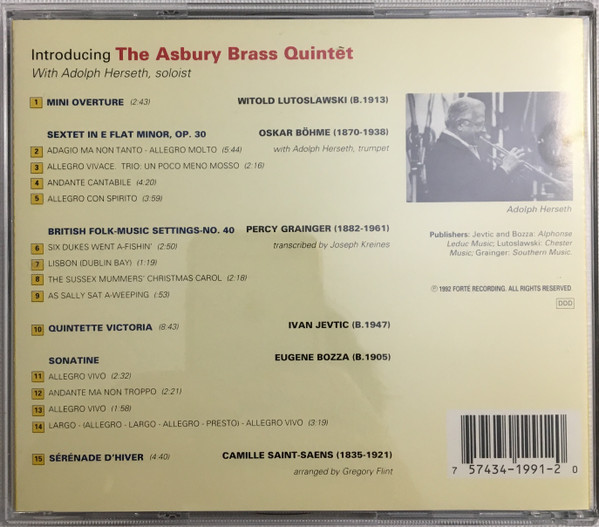 Introducing The Asbury Brass Quintet
With Adolph Herseth, soloist
1 MINI OVERTURE (2:43) WITOLD LUTOSLAWSKI (B.1913)
SEXTET IN E FLAT MINOR, OP. 30 OSKAR BÖHME (1870-1938)
2 ADAGIO MA NON TANTO - ALLEGRO MOLTO (5:44) with Adolph Herseth, trumpet
3 ALLEGRO VIVACE. TRIO: UN POCO MENO MOSSO (2:16)
4 ANDANTE CANTABILE (4:20)
5 ALLEGRO CON SPIRITO (3:59)
Adolph Herseth
BRITISH FOLK-MUSIC SETTINGS-NO. 40 PERCY GRAINGER (1882-1961)
6 SIX DUKES WENT A-FISHIN' (2:50) transcribed by Joseph Kreines
7 LISBON (DUBLIN BAY) (1:19)
8 THE SUSSEX MUMMERS' CHRISTMAS CAROL (2:18)
9 AS SALLY SAT A-WEEPING (:53)
Publishers: Jevtic and Bozza: Alphonse
Leduc Music; Lutoslawski: Chester
Music; Grainger: Southern Music.
℗1992 FORTÉ RECORDING. ALL RIGHTS RESERVED
DDD
10 QUINTETTE VICTORIA (8:43) IVAN JEVTIC (B.1947)
SONATINE EUGENE BOZZA (B.1905)
11 ALLEGRO VIVO (2:32)
12 ANDANTE MA NON TROPPO (2:21)
13 ALLEGRO VIVO (1:58)
14 LARGO - (ALLEGRO - LARGO - ALLEGRO - PRESTO) - ALLEGRO VIVO (3:19)
15 SÉRÉNADE D'HIVER (4:40) CAMILLE SAINT-SAENS (1835-1921)
arranged by Gregory Flint
7 57434-1991-2 0